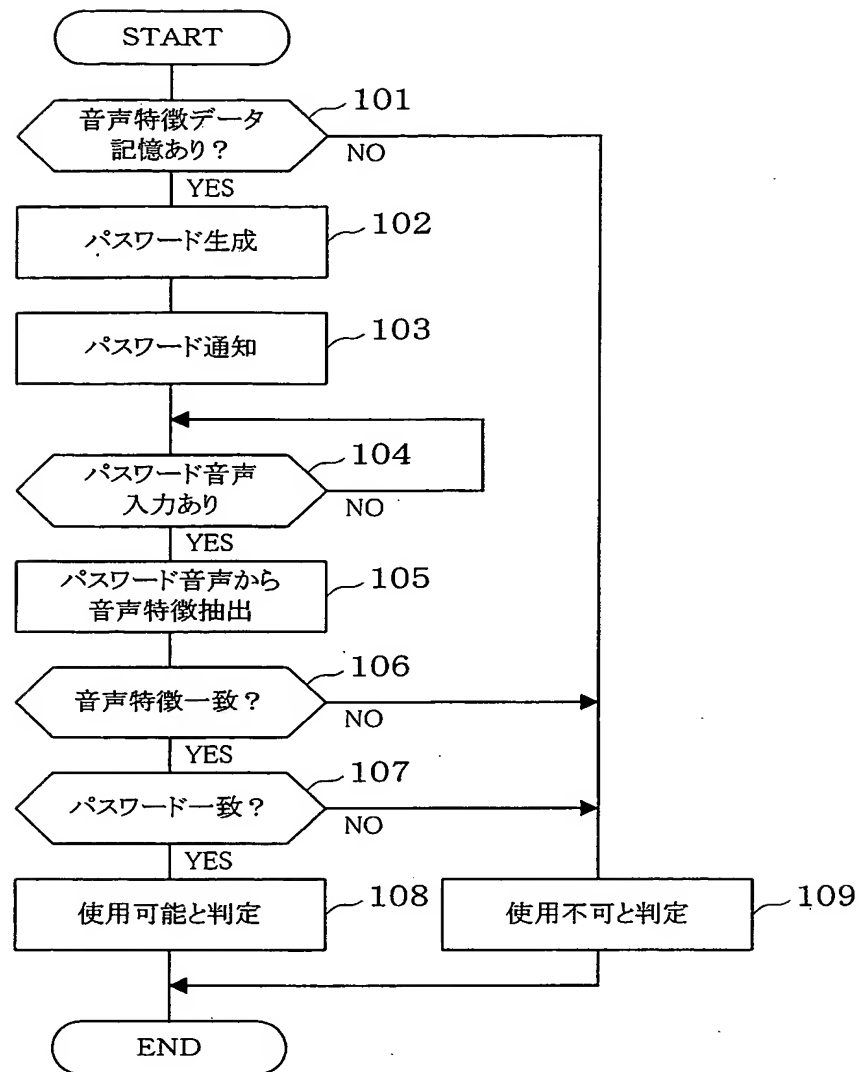 START
音声特徴データ
記憶あり?
101
NO
YES
パスワード生成
102
パスワード通知
103
パスワード音声
入力あり
104
NO
YES
パスワード音声から
音声特徴抽出
105
音声特徴一致?
106
NO
YES
パスワード一致?
107
NO
YES
使用可能と判定
108
使用不可と判定
109
END